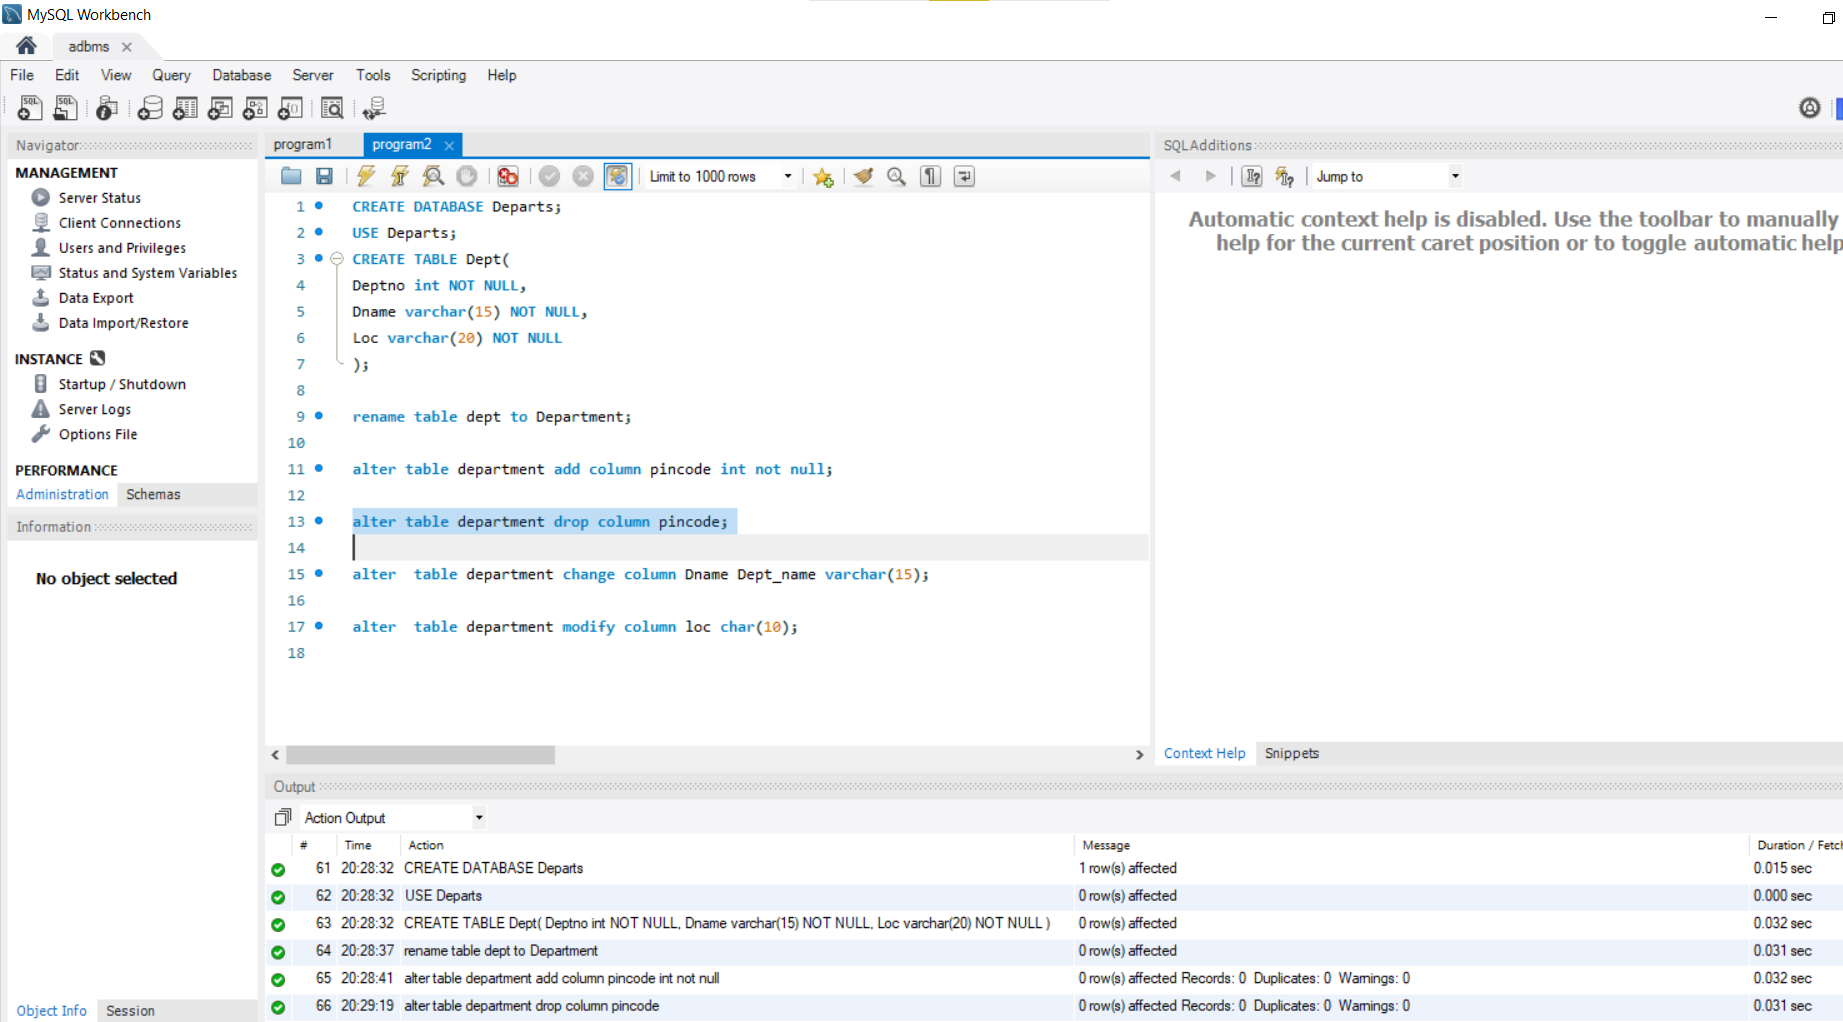 MySQL Workbench
adbms
File Edit View Query Database Server Tools Scripting Help
Navigator
MANAGEMENT
Server Status
Client Connections
Users and Privileges
Status and System Variables
Data Export
Data Import/Restore
INSTANCE
Startup / Shutdown
Server Logs
Options File
PERFORMANCE
Administration Schemas
Information
No object selected
Object Info Session
program1 program2
Limit to 1000 rows
1 CREATE DATABASE Departs;
2 USE Departs;
3 CREATE TABLE Dept(
4 Deptno int NOT NULL,
5 Dname varchar(15) NOT NULL,
6 Loc varchar(20) NOT NULL
7 );
8
9 rename table dept to Department;
10
11 alter table department add column pincode int not null;
12
13 alter table department drop column pincode;
14
15 alter  table department change column Dname Dept_name varchar(15);
16
17 alter  table department modify column loc char(10);
18
SQLAdditions
Jump to
Automatic context help is disabled. Use the toolbar to manually
help for the current caret position or to toggle automatic help
Context Help Snippets
Output
Action Output
# Time Action Message Duration / Fetch
61 20:28:32 CREATE DATABASE Departs 1 row(s) affected 0.015 sec
62 20:28:32 USE Departs 0 row(s) affected 0.000 sec
63 20:28:32 CREATE TABLE Dept( Deptno int NOT NULL, Dname varchar(15) NOT NULL, Loc varchar(20) NOT NULL ) 0 row(s) affected 0.032 sec
64 20:28:37 rename table dept to Department 0 row(s) affected 0.031 sec
65 20:28:41 alter table department add column pincode int not null 0 row(s) affected Records: 0  Duplicates: 0  Warnings: 0 0.032 sec
66 20:29:19 alter table department drop column pincode 0 row(s) affected Records: 0  Duplicates: 0  Warnings: 0 0.031 sec